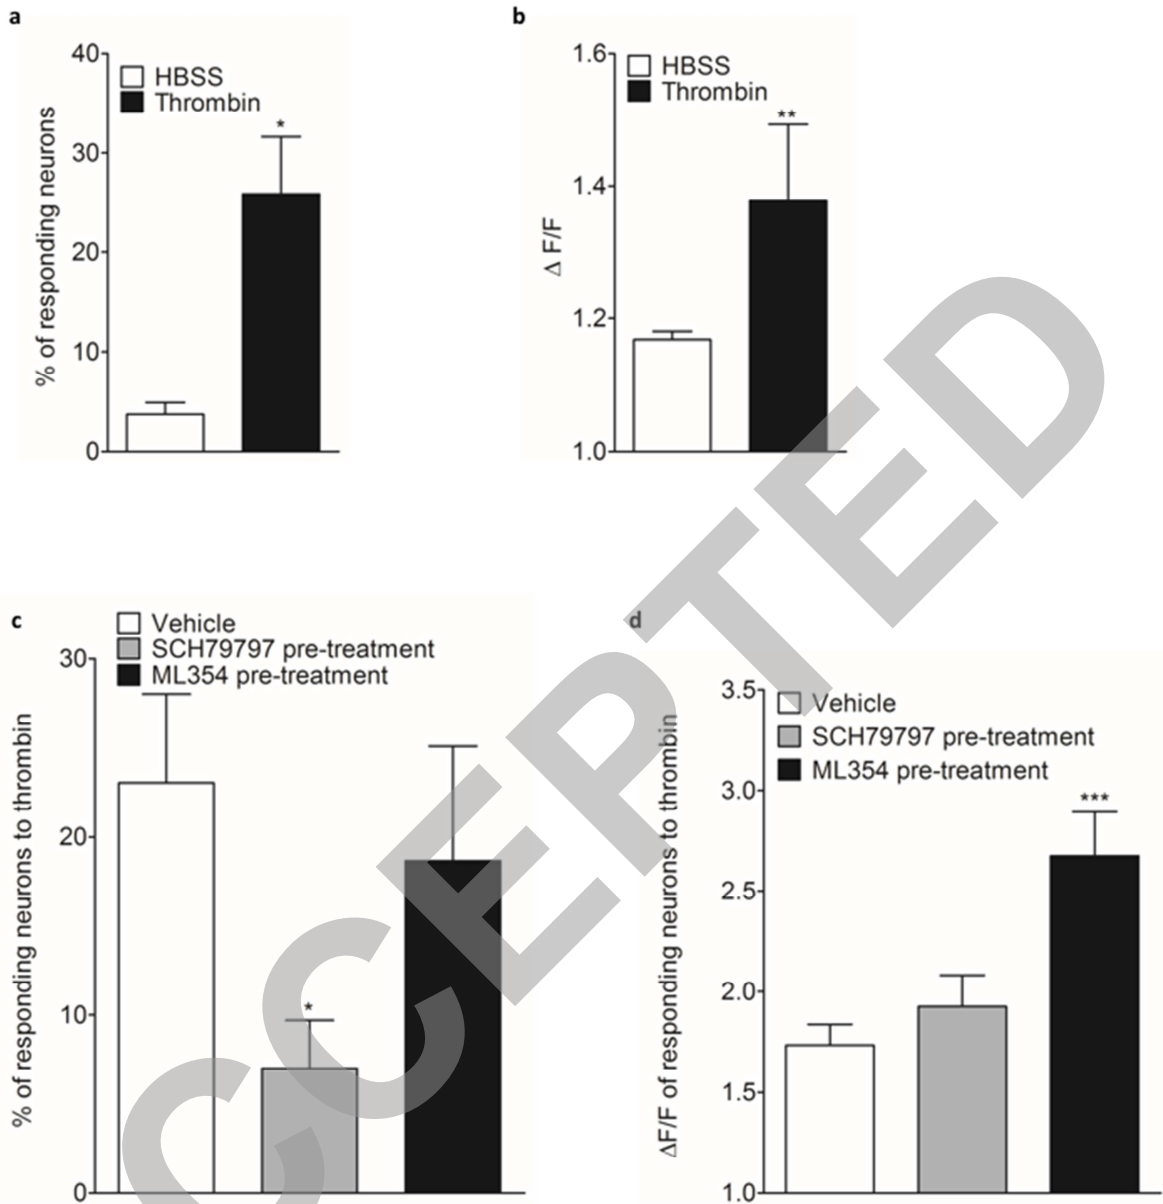 a
40
30
20
10
0
% of responding neurons
HBSS
Thrombin
*
b
1.6
1.4
1.2
1.0
Δ F/F
HBSS
Thrombin
**
c
30
20
10
0
% of responding neurons to thrombin
Vehicle
SCH79797 pre-treatment
ML354 pre-treatment
*
d
3.5
3.0
2.5
2.0
1.5
1.0
ΔF/F of responding neurons to thrombin
Vehicle
SCH79797 pre-treatment
ML354 pre-treatment
***
CCEPTED